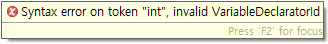 Syntax error on token "int", invalid VariableDeclaratorId
Press 'F2' for focus